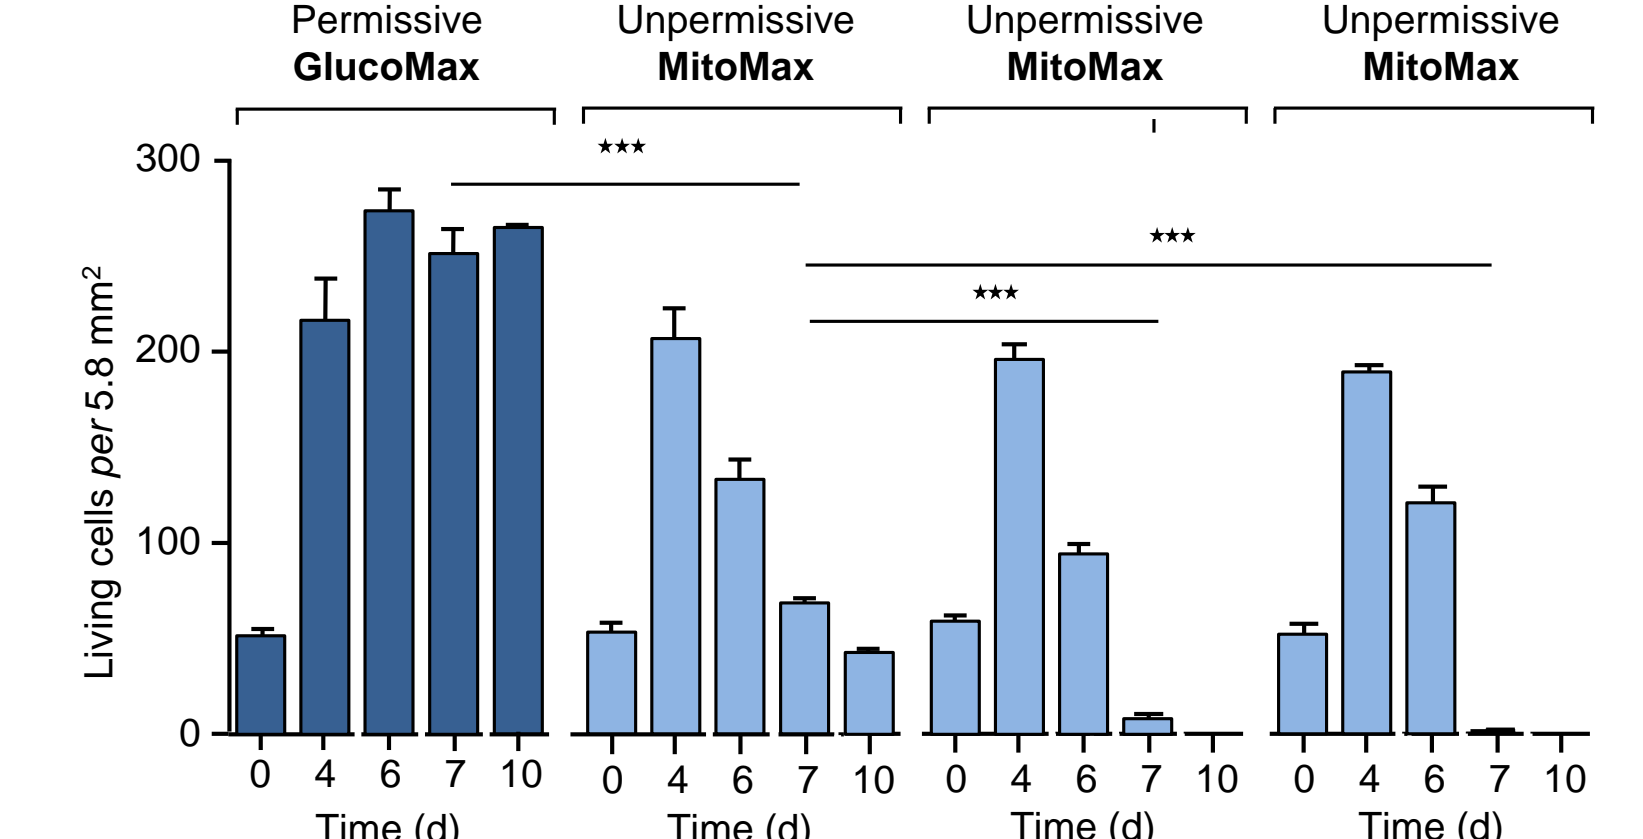 Permissive Unpermissive Unpermissive Unpermissive
GlucoMax MitoMax MitoMax MitoMax
★★★
300
★★★
★★★
200
100
0
Living cells per 5.8 mm²
0 4 6 7 10 0 4 6 7 10 0 4 6 7 10 0 4 6 7 10
Time (d) Time (d) Time (d) Time (d)